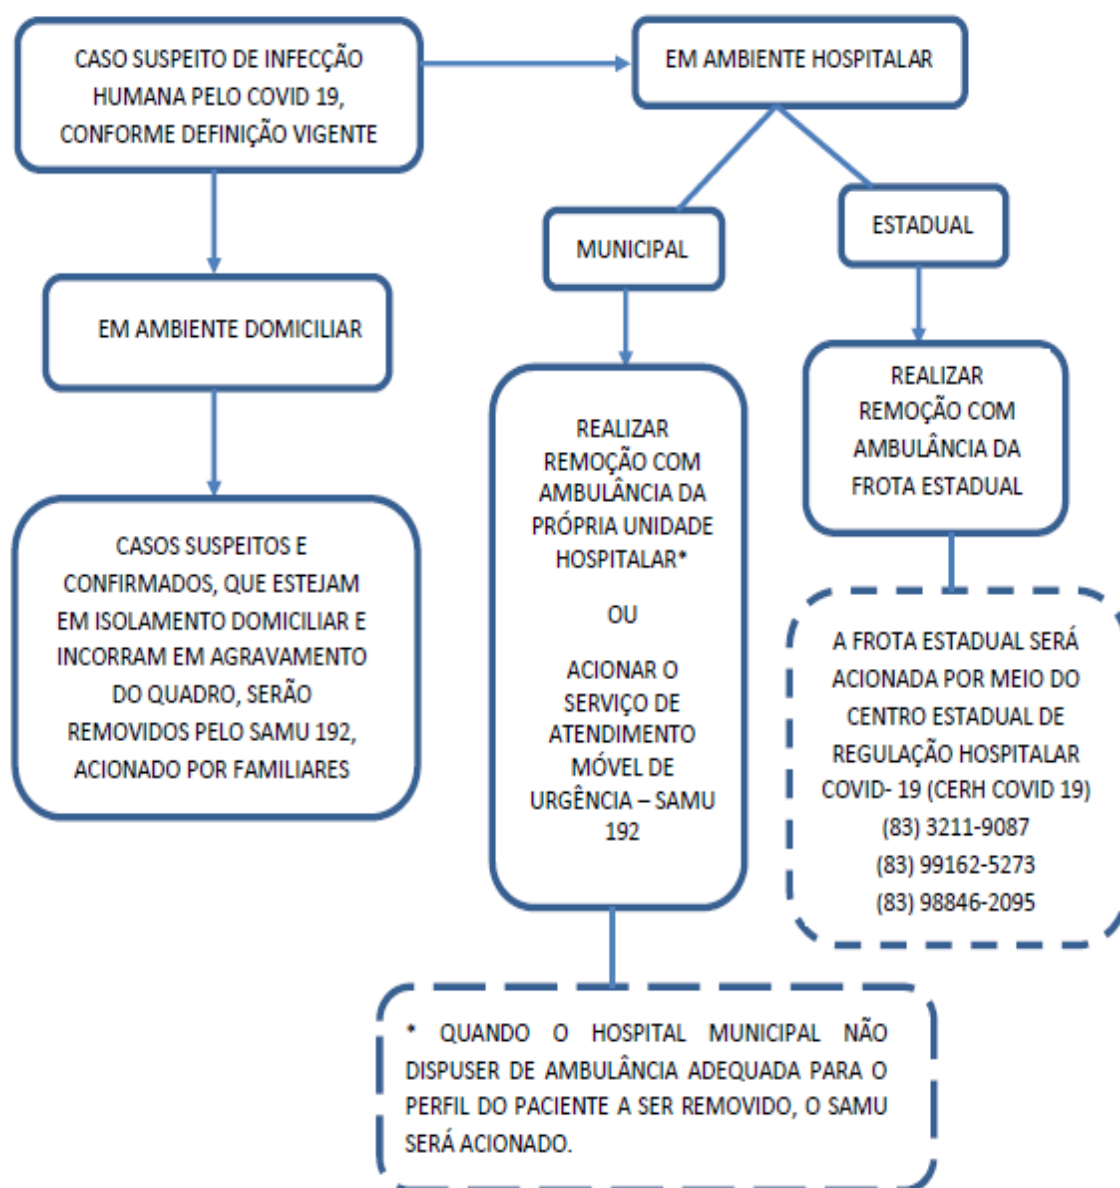 CASO SUSPEITO DE INFECÇÃO
HUMANA PELO COVID 19,
CONFORME DEFINIÇÃO VIGENTE
EM AMBIENTE HOSPITALAR
MUNICIPAL
ESTADUAL
EM AMBIENTE DOMICILIAR
CASOS SUSPEITOS E
CONFIRMADOS, QUE ESTEJAM
EM ISOLAMENTO DOMICILIAR E
INCORRAM EM AGRAVAMENTO
DO QUADRO, SERÃO
REMOVIDOS PELO SAMU 192,
ACIONADO POR FAMILIARES
REALIZAR
REMOÇÃO COM
AMBULÂNCIA DA
PRÓPRIA UNIDADE
HOSPITALAR*
OU
ACIONAR O
SERVIÇO DE
ATENDIMENTO
MÓVEL DE
URGÊNCIA – SAMU
192
REALIZAR
REMOÇÃO COM
AMBULÂNCIA DA
FROTA ESTADUAL
A FROTA ESTADUAL SERÁ
ACIONADA POR MEIO DO
CENTRO ESTADUAL DE
REGULAÇÃO HOSPITALAR
COVID- 19 (CERH COVID 19)
(83) 3211-9087
(83) 99162-5273
(83) 98846-2095
* QUANDO O HOSPITAL MUNICIPAL NÃO
DISPUSER DE AMBULÂNCIA ADEQUADA PARA O
PERFIL DO PACIENTE A SER REMOVIDO, O SAMU
SERÁ ACIONADO.